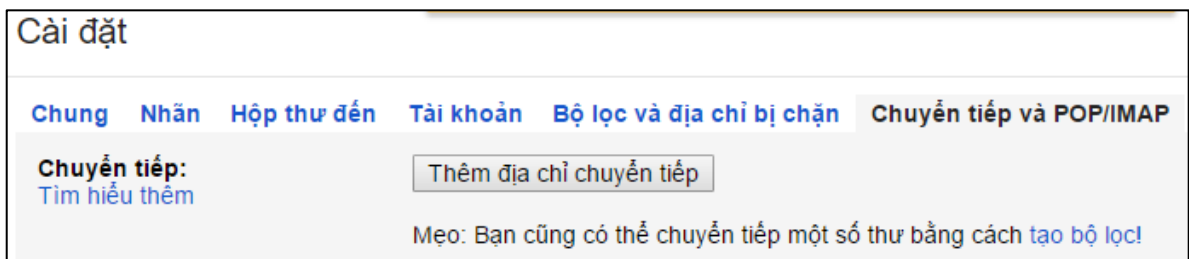 Cài đặt
Chung Nhãn Hộp thư đến Tài khoản Bộ lọc và địa chỉ bị chặn Chuyển tiếp và POP/IMAP
Chuyển tiếp: Thêm địa chỉ chuyển tiếp
Tìm hiểu thêm
Mẹo: Bạn cũng có thể chuyển tiếp một số thư bằng cách tạo bộ lọc!